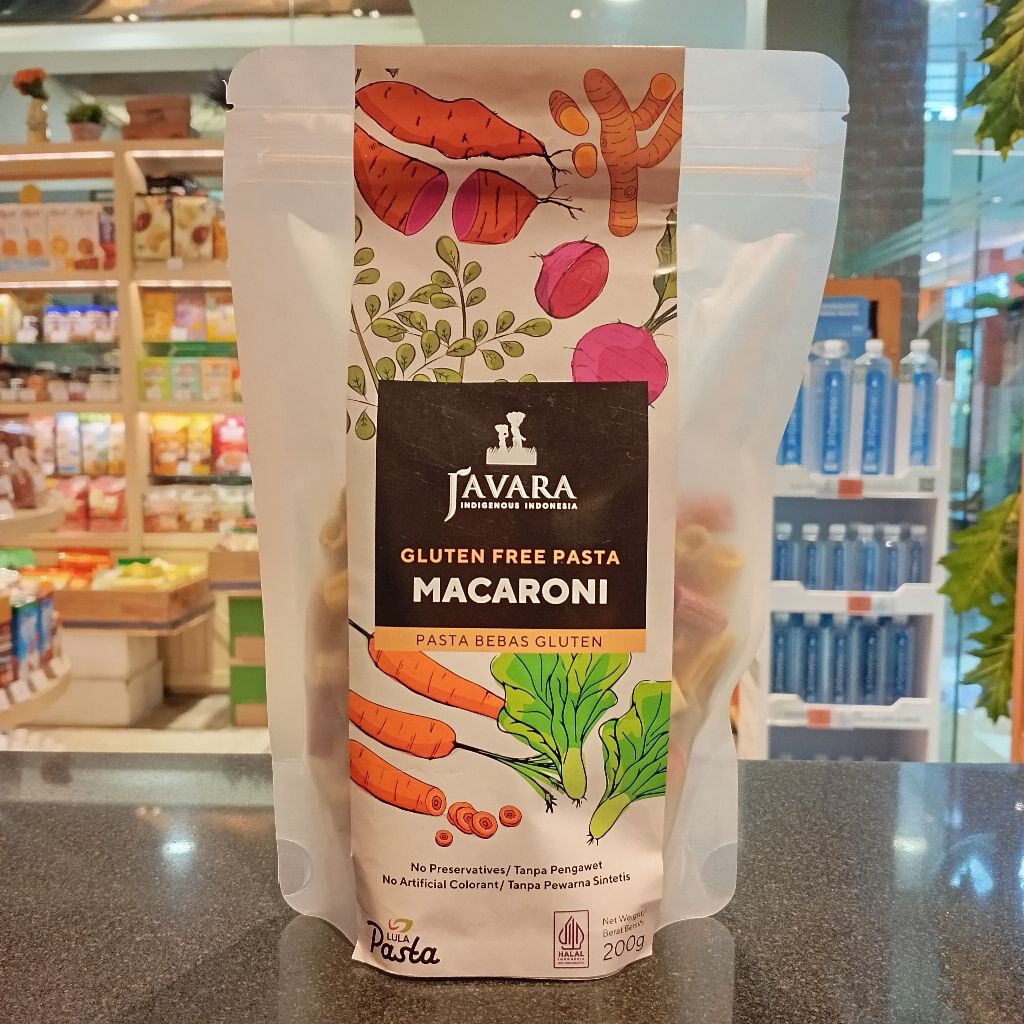 JAVARA
INDIGENOUS INDONESIA
GLUTEN FREE PASTA
MACARONI
PASTA BEBAS GLUTEN
No Preservatives/ Tanpa Pengawet
No Artificial Colorant/ Tanpa Pewarna Sintetis
LULA
Pasta
HALAL
INDONESIA
Net Weight/
Berat Bersih
200g